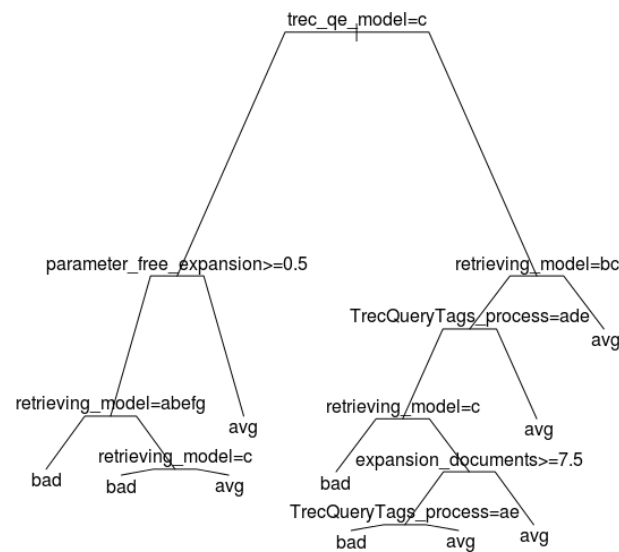 trec_qe_model=c
parameter_free_expansion>=0.5
retrieving_model=bc
TrecQueryTags_process=ade
avg
retrieving_model=abefg
avg
retrieving_model=c
avg
bad
retrieving_model=c
bad
avg
bad
expansion_documents>=7.5
TrecQueryTags_process=ae
avg
bad
avg